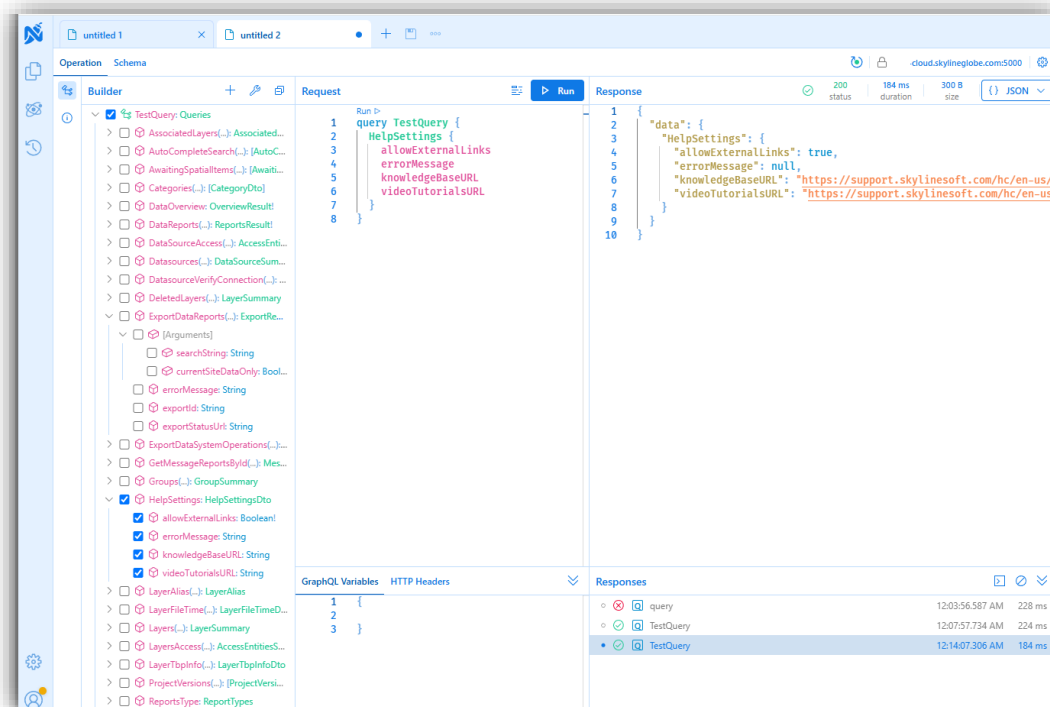 untitled 1
untitled 2
Operation Schema
-cloud.skylineglobe.com:5000
Builder
TestQuery: Queries
AssociatedLayers(...): Associated...
AutoCompleteSearch(...): [AutoC...
AwaitingSpatialItems(...): [Awaiti...
Categories(...): [CategoryDto]
DataOverview: OverviewResult!
DataReports(...): ReportsResult!
DataSourceAccess(...): AccessEnti...
Datasources(...): DataSourceSum...
DatasourceVerifyConnection(...): ...
DeletedLayers(...): LayerSummary
ExportDataReports(...): ExportRe...
[Arguments]
searchString: String
currentSiteDataOnly: Bool...
errorMessage: String
exportId: String
exportStatusUrl: String
ExportDataSystemOperations(...):...
GetMessageReportsById(...): Mes...
Groups(...): GroupSummary
HelpSettings: HelpSettingsDto
allowExternalLinks: Boolean!
errorMessage: String
knowledgeBaseURL: String
videoTutorialsURL: String
LayerAlias(...): LayerAlias
LayerFileTime(...): LayerFileTimeD...
Layers(...): LayerSummary
LayersAccess(...): AccessEntitiesS...
LayerTbpInfo(...): LayerTbpInfoDto
ProjectVersions(...): [ProjectVersi...
ReportsType: ReportTypes
Request
Run
Run
1 query TestQuery {
2 HelpSettings {
3 allowExternalLinks
4 errorMessage
5 knowledgeBaseURL
6 videoTutorialsURL
7 }
8 }
GraphQL Variables HTTP Headers
1 {
2
3 }
Response
200 status
184 ms duration
300 B size
{} JSON
1 {
2 "data": {
3 "HelpSettings": {
4 "allowExternalLinks": true,
5 "errorMessage": null,
6 "knowledgeBaseURL": "https://support.skylinesoft.com/hc/en-us/
7 "videoTutorialsURL": "https://support.skylinesoft.com/hc/en-us
8 }
9 }
10 }
Responses
query 12:03:56.587 AM 228 ms
TestQuery 12:07:57.734 AM 224 ms
TestQuery 12:14:07.306 AM 184 ms